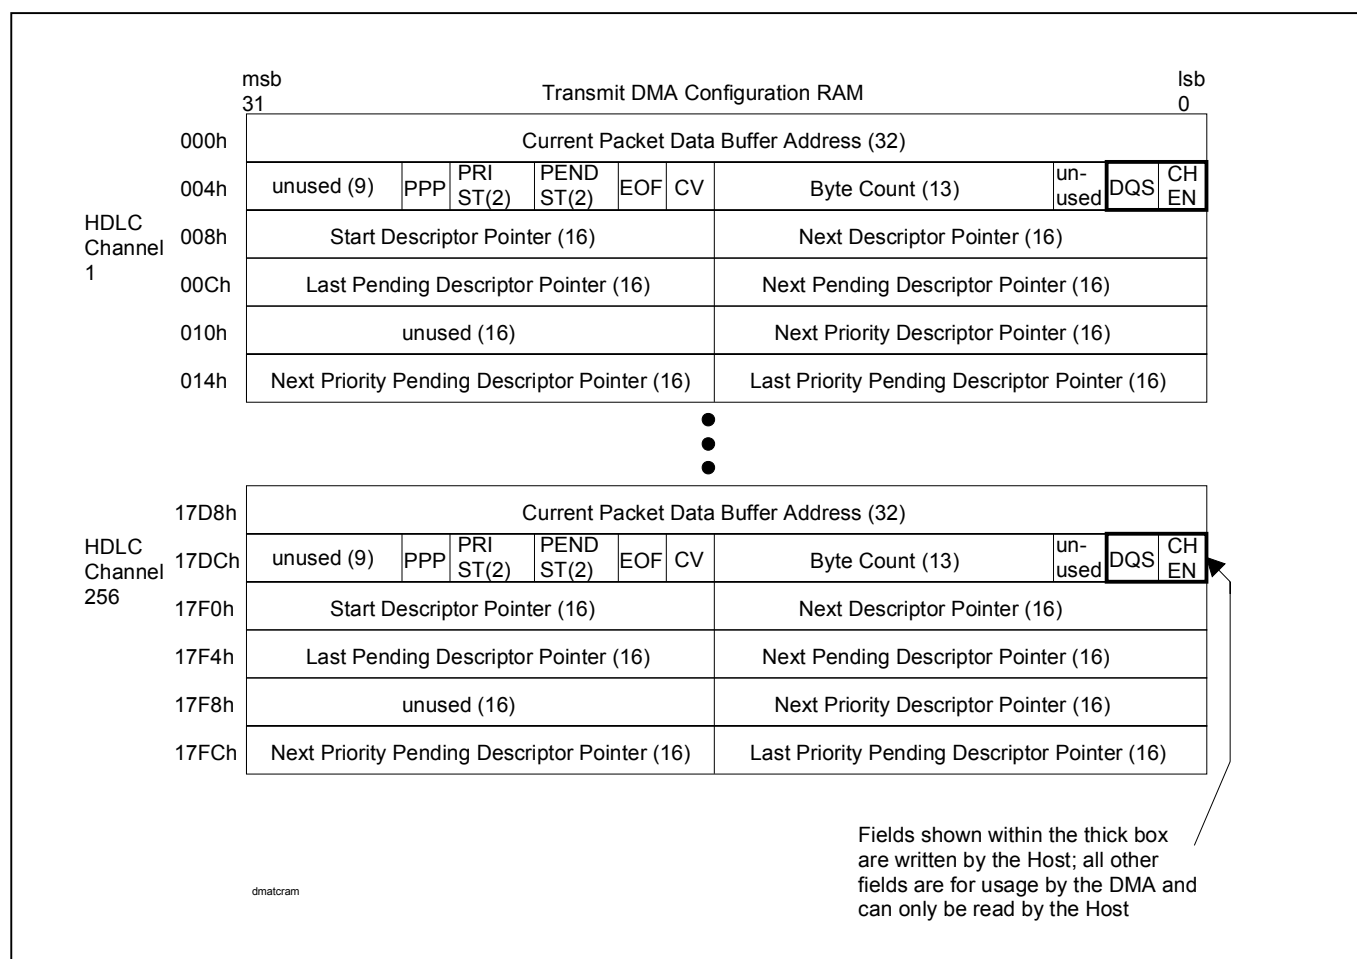 msb
31
Transmit DMA Configuration RAM
lsb
0
HDLC
Channel
1
000h Current Packet Data Buffer Address (32)
004h unused (9) PPP PRI ST(2) PEND ST(2) EOF CV Byte Count (13) un-used DQS CH EN
008h Start Descriptor Pointer (16) Next Descriptor Pointer (16)
00Ch Last Pending Descriptor Pointer (16) Next Pending Descriptor Pointer (16)
010h unused (16) Next Priority Descriptor Pointer (16)
014h Next Priority Pending Descriptor Pointer (16) Last Priority Pending Descriptor Pointer (16)
HDLC
Channel
256
17D8h Current Packet Data Buffer Address (32)
17DCh unused (9) PPP PRI ST(2) PEND ST(2) EOF CV Byte Count (13) un-used DQS CH EN
17F0h Start Descriptor Pointer (16) Next Descriptor Pointer (16)
17F4h Last Pending Descriptor Pointer (16) Next Pending Descriptor Pointer (16)
17F8h unused (16) Next Priority Descriptor Pointer (16)
17FCh Next Priority Pending Descriptor Pointer (16) Last Priority Pending Descriptor Pointer (16)
Fields shown within the thick box
are written by the Host; all other
fields are for usage by the DMA and
can only be read by the Host
dmatcram